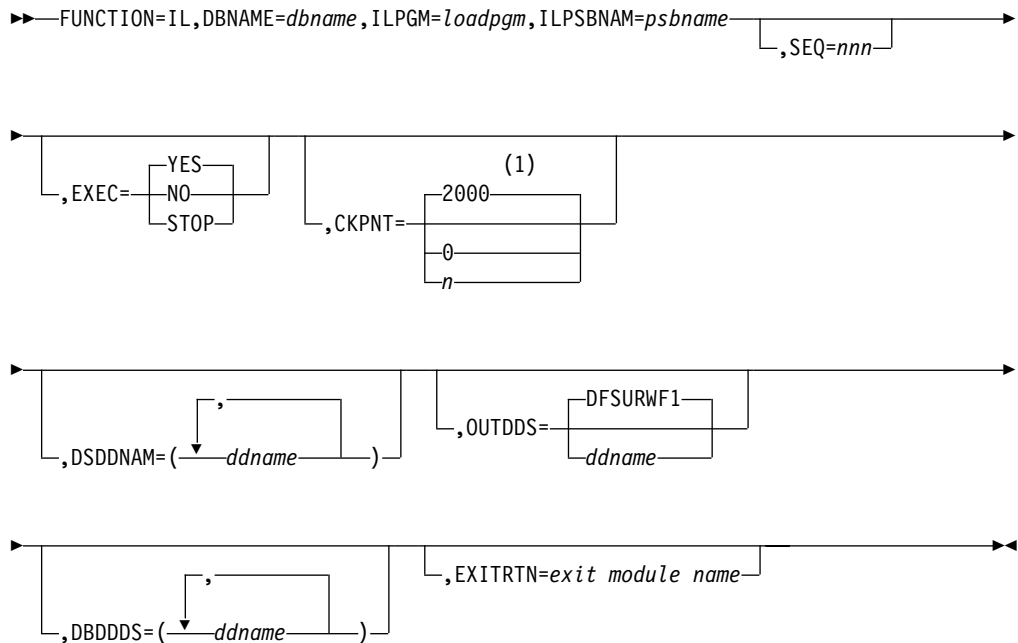 FUNCTION=IL,DBNAME=dbname,ILPGM=loadpgm,ILPSBNAM=psbname
,SEQ=nnn
,EXEC=
YES
NO
STOP
,CKPNT=
(1)
2000
0
n
,DSDDNAM=(
,
ddname
)
,OUTDDS=
DFSURWF1
ddname
,DBDDDS=(
,
ddname
)
,EXITRTN=exit module name